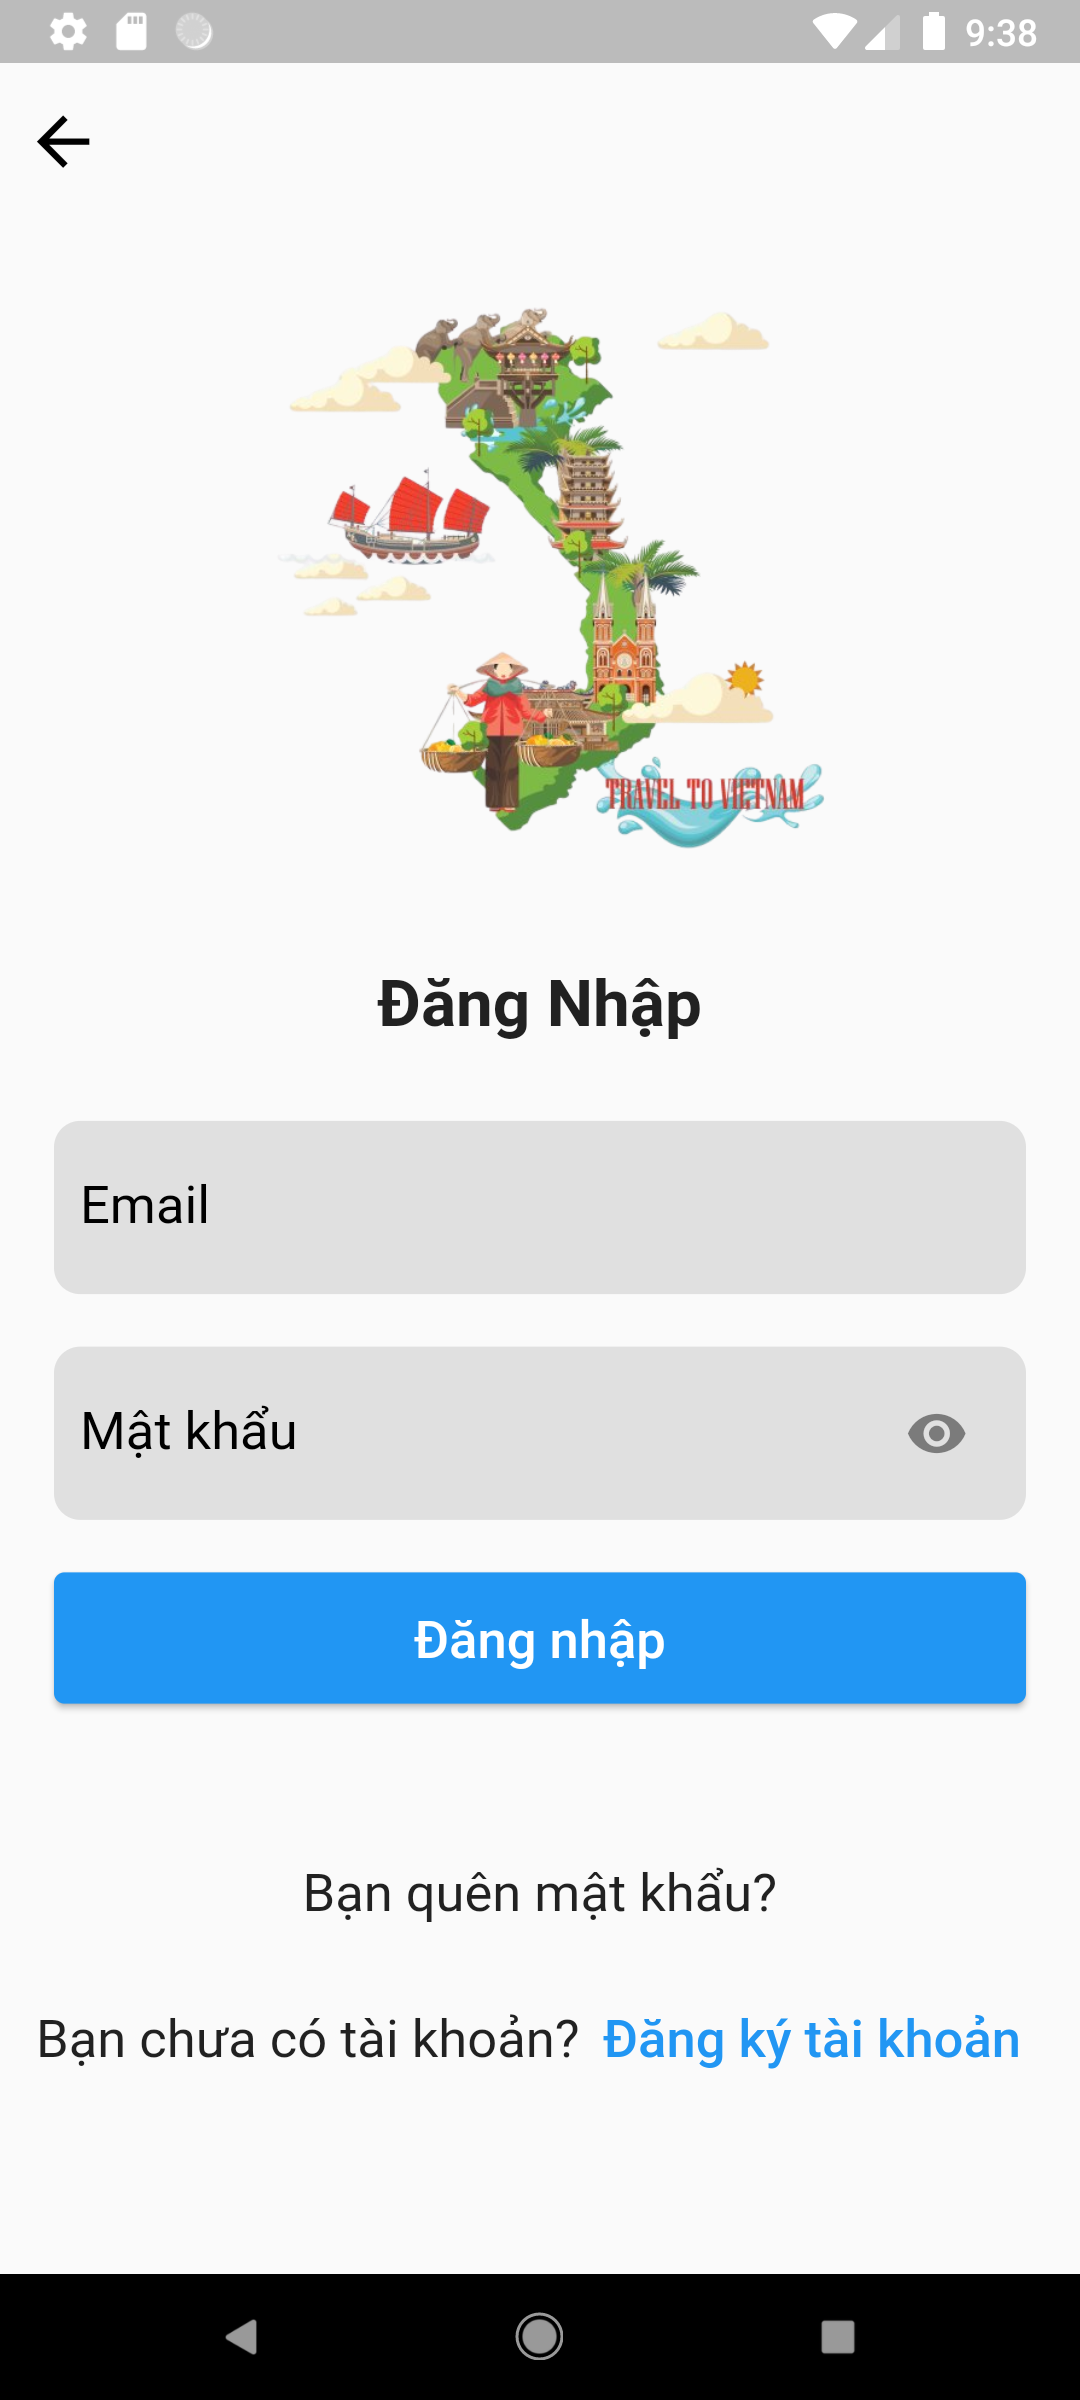 9:38
TRAVEL TO VIETNAM
Đăng Nhập
Email
Mật khẩu
Đăng nhập
Bạn quên mật khẩu?
Bạn chưa có tài khoản? Đăng ký tài khoản